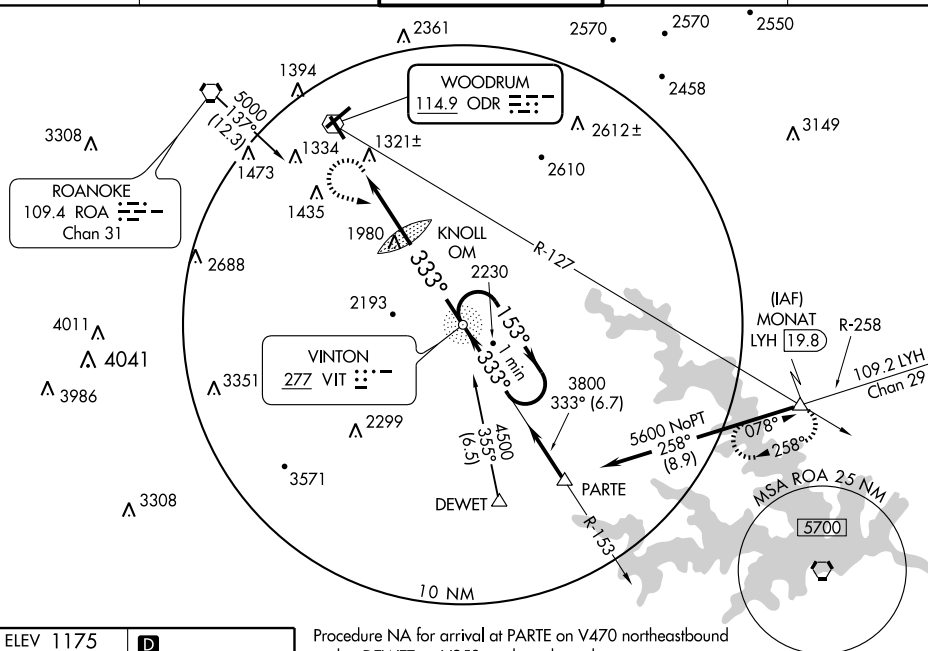 2361
2570
2570
2550
1394
WOODRUM
114.9 ODR
2458
5000
137°
(12.3)
3308
2612±
3149
1334
1321±
1473
2610
ROANOKE
109.4 ROA
Chan 31
1435
1980
KNOLL
OM
333°
R-127
2688
2230
2193
153°
1 min
333°
(IAF)
MONAT
LYH 19.8
R-258
109.2 LYH
Chan 29
4011
4041
3986
VINTON
277 VIT
3351
3800
333° (6.7)
2299
4500
355°
(6.5)
5600 NoPT
258°
(8.9)
078°
258°
3571
DEWET
PARTE
R-153
MSA ROA 25 NM
5700
3308
10 NM
ELEV 1175
D
Procedure NA for arrival at PARTE on V470 northeastbound